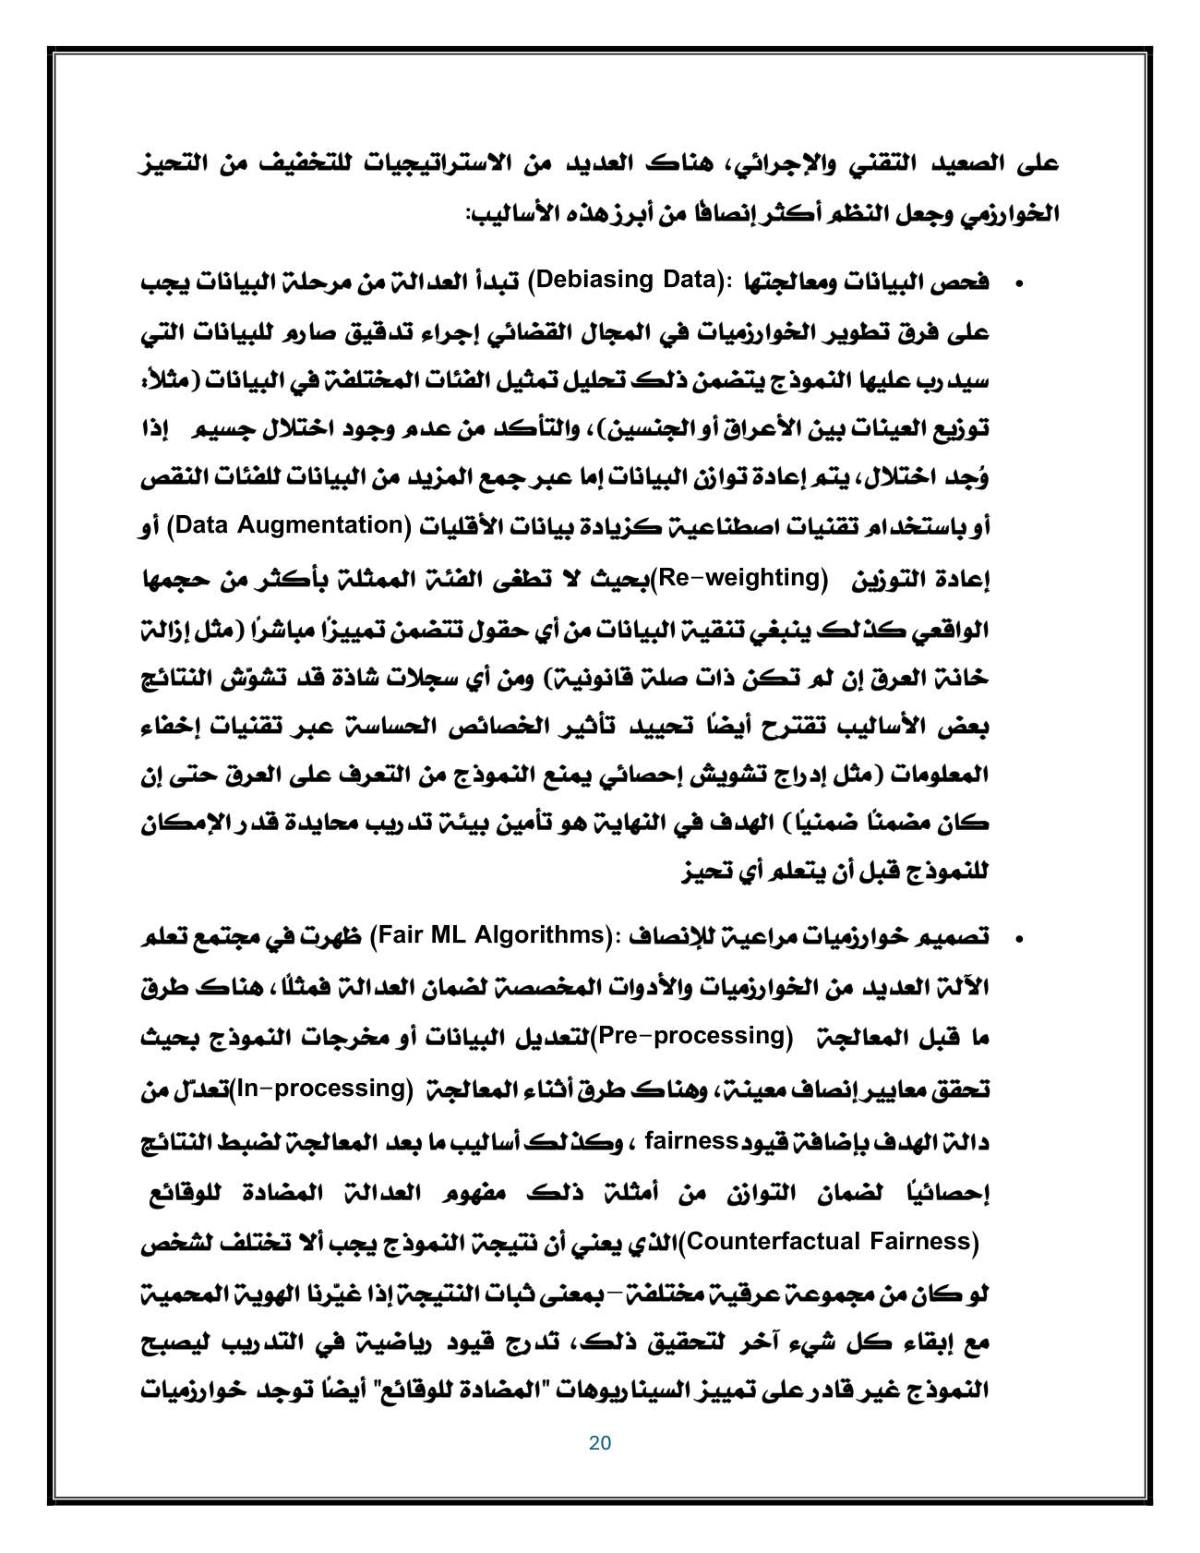 على الصعيد التقني والإجرائي، هناك العديد من الاستراتيجيات للتخفيف من التحيز
الخوارزمي وجعل النظم أكثر إنصافًا من أبرز هذه الأساليب:
• فحص البيانات ومعالجتها :(Debiasing Data) تبدأ العدالة من مرحلة البيانات يجب
على فرق تطوير الخوارزميات في المجال القضائي إجراء تدقيق صارم للبيانات التي
سيدرب عليها النموذج يتضمن ذلك تحليل تمثيل الفئات المختلفة في البيانات (مثلاً:
توزيع العينات بين الأعراق أو الجنسين)، والتأكد من عدم وجود اختلال جسيم إذا
وُجد اختلال، يتم إعادة توازن البيانات إما عبر جمع المزيد من البيانات للفئات النقص
أو باستخدام تقنيات اصطناعية كزيادة بيانات الأقليات (Data Augmentation) أو
إعادة التوزين (Re-weighting)بحيث لا تطغى الفئة الممثلة بأكثر من حجمها
الواقعي كذلك ينبغي تنقية البيانات من أي حقول تتضمن تمييزًا مباشرًا (مثل إزالة
خانة العرق إن لم تكن ذات صلة قانونية) ومن أي سجلات شاذة قد تشوّش النتائج
بعض الأساليب تقترح أيضًا تحييد تأثير الخصائص الحساسة عبر تقنيات إخفاء
المعلومات (مثل إدراج تشويش إحصائي يمنع النموذج من التعرف على العرق حتى إن
كان مضمنًا ضمنيًا) الهدف في النهاية هو تأمين بيئة تدريب محايدة قدر الإمكان
للنموذج قبل أن يتعلم أي تحيز
• تصميم خوارزميات مراعية للإنصاف :(Fair ML Algorithms) ظهرت في مجتمع تعلم
الآلة العديد من الخوارزميات والأدوات المخصصة لضمان العدالة فمثلًا، هناك طرق
ما قبل المعالجة (Pre-processing)لتعديل البيانات أو مخرجات النموذج بحيث
تحقق معايير إنصاف معينة، وهناك طرق أثناء المعالجة (In-processing)تعدّل من
دالة الهدف بإضافة قيود fairness ، وكذلك أساليب ما بعد المعالجة لضبط النتائج
إحصائيًا لضمان التوازن من أمثلة ذلك مفهوم العدالة المضادة للوقائع
(Counterfactual Fairness)الذي يعني أن نتيجة النموذج يجب ألا تختلف لشخص
لو كان من مجموعة عرقية مختلفة – بمعنى ثبات النتيجة إذا غيّرنا الهوية المحمية
مع إبقاء كل شيء آخر لتحقيق ذلك، تدرج قيود رياضية في التدريب ليصبح
النموذج غير قادر على تمييز السيناريوهات "المضادة للوقائع" أيضًا توجد خوارزميات
20